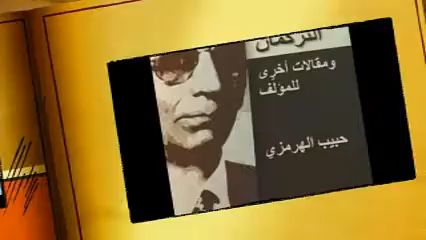 التركمان
ومقالات أخرى
للمؤلف
حبيب الهرمزي